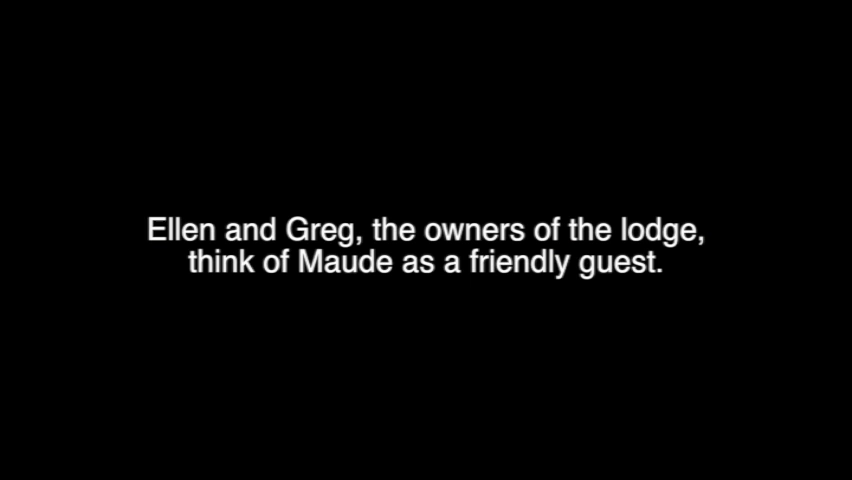 Ellen and Greg, the owners of the lodge,
think of Maude as a friendly guest.